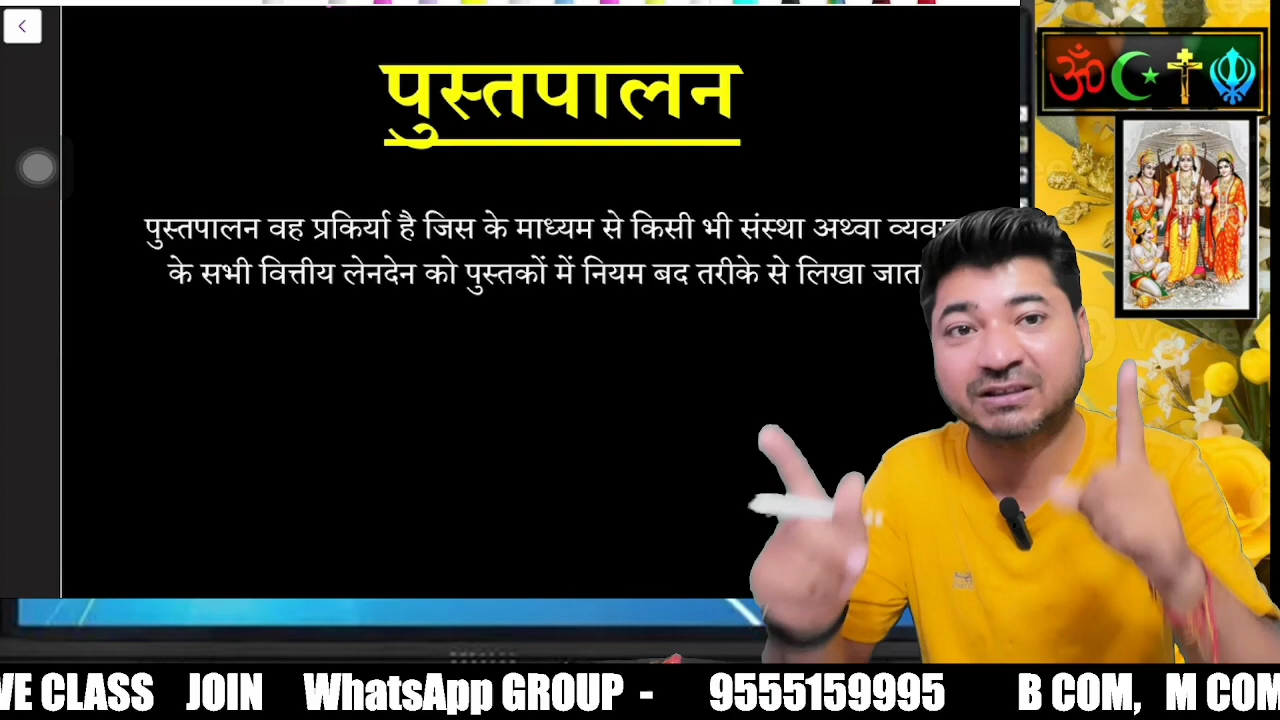 पुस्तपालन
पुस्तपालन वह प्रकिर्या है जिस के माध्यम से किसी भी संस्था अथ्वा
के सभी वित्तीय लेनदेन को पुस्तकों में नियम बद तरीके से लिखा
VE CLASS JOIN WhatsApp GROUP - 9555159995 B COM, M COM